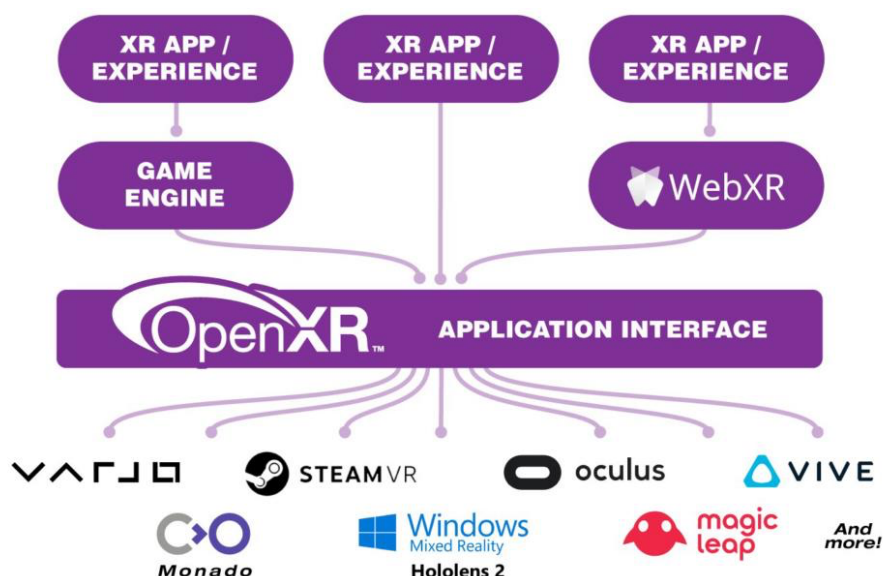 XR APP /
EXPERIENCE
XR APP /
EXPERIENCE
XR APP /
EXPERIENCE
GAME
ENGINE
WebXR
OpenXR™
APPLICATION INTERFACE
VARJO
STEAMVR
oculus
VIVE
Monado
Windows
Mixed Reality
Hololens 2
magic
leap
And
more!